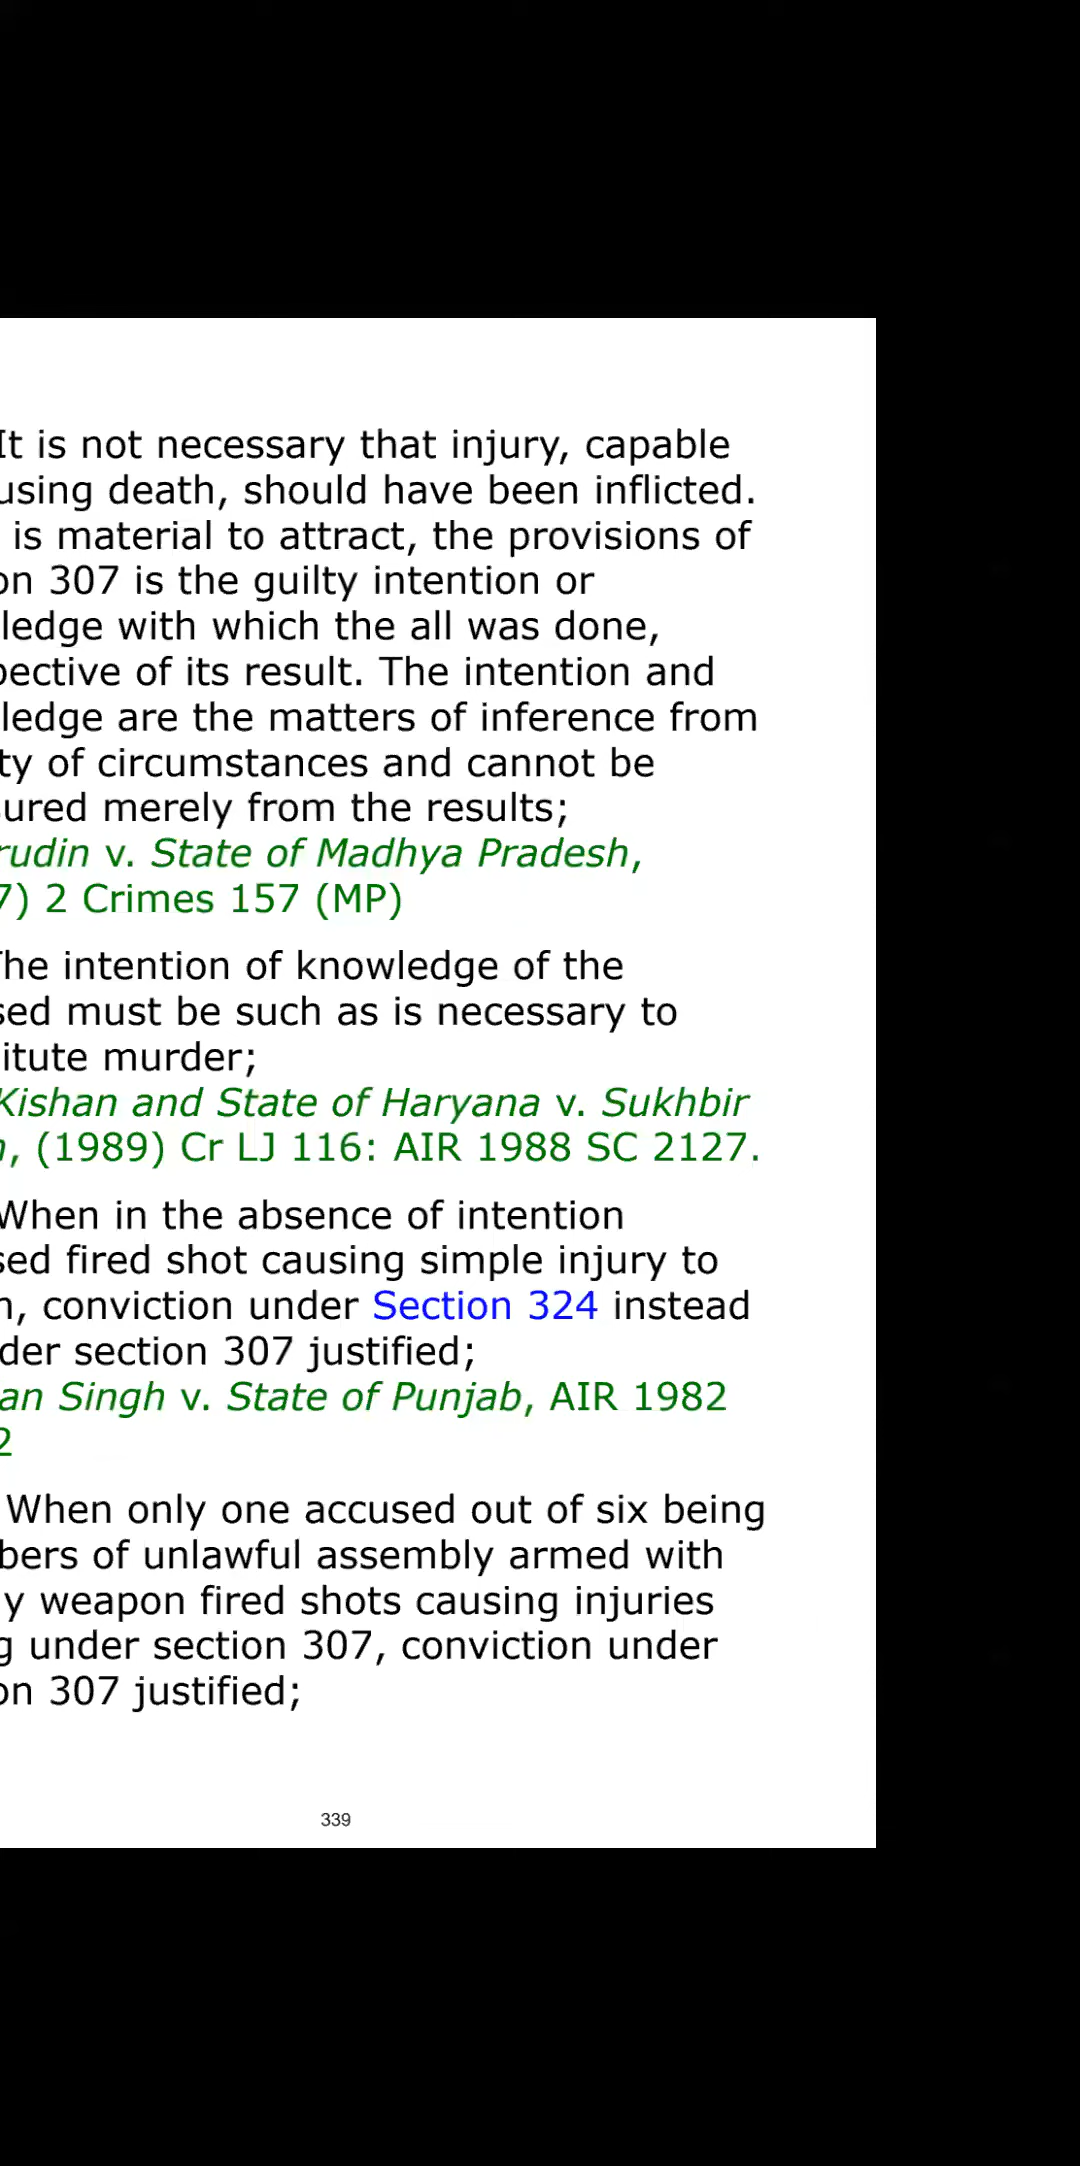 It is not necessary that injury, capable
using death, should have been inflicted.
is material to attract, the provisions of
on 307 is the guilty intention or
ledge with which the all was done,
pective of its result. The intention and
ledge are the matters of inference from
ty of circumstances and cannot be
ured merely from the results;
rudin v. State of Madhya Pradesh,
7) 2 Crimes 157 (MP)
The intention of knowledge of the
sed must be such as is necessary to
itute murder;
Kishan and State of Haryana v. Sukhbir
, (1989) Cr LJ 116: AIR 1988 SC 2127.
When in the absence of intention
sed fired shot causing simple injury to
, conviction under Section 324 instead
der section 307 justified;
an Singh v. State of Punjab, AIR 1982
2
When only one accused out of six being
bers of unlawful assembly armed with
y weapon fired shots causing injuries
g under section 307, conviction under
on 307 justified;
339